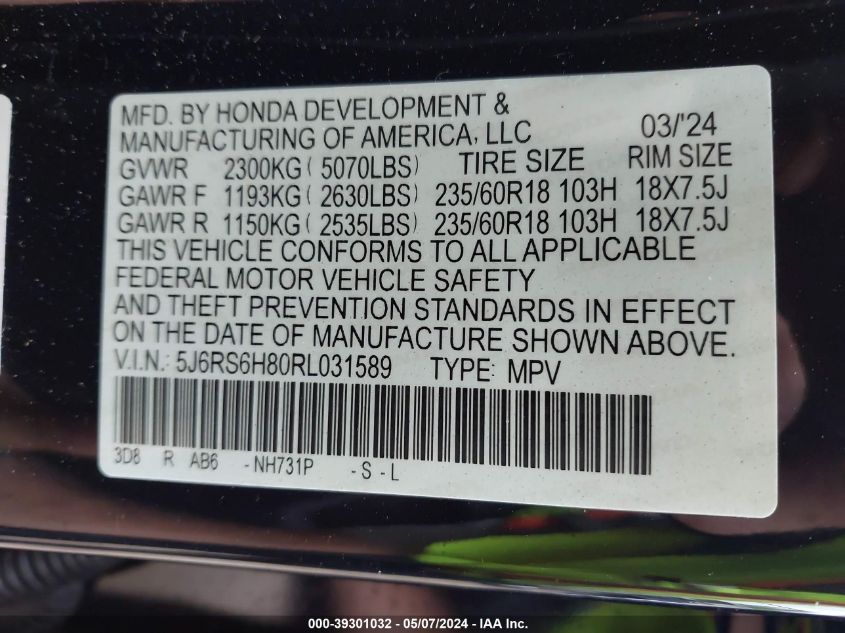 MFD. BY HONDA DEVELOPMENT &
MANUFACTURING OF AMERICA, LLC 03/'24
GVWR 2300KG( 5070LBS) TIRE SIZE RIM SIZE
GAWR F 1193KG( 2630LBS) 235/60R18 103H 18X7.5J
GAWR R 1150KG( 2535LBS) 235/60R18 103H 18X7.5J
THIS VEHICLE CONFORMS TO ALL APPLICABLE
FEDERAL MOTOR VEHICLE SAFETY
AND THEFT PREVENTION STANDARDS IN EFFECT
ON THE DATE OF MANUFACTURE SHOWN ABOVE.
V.I.N.: 5J6RS6H80RL031589 TYPE: MPV
3D8 R AB6 -NH731P -S-L
000-39301032 - 05/07/2024 - IAA Inc.